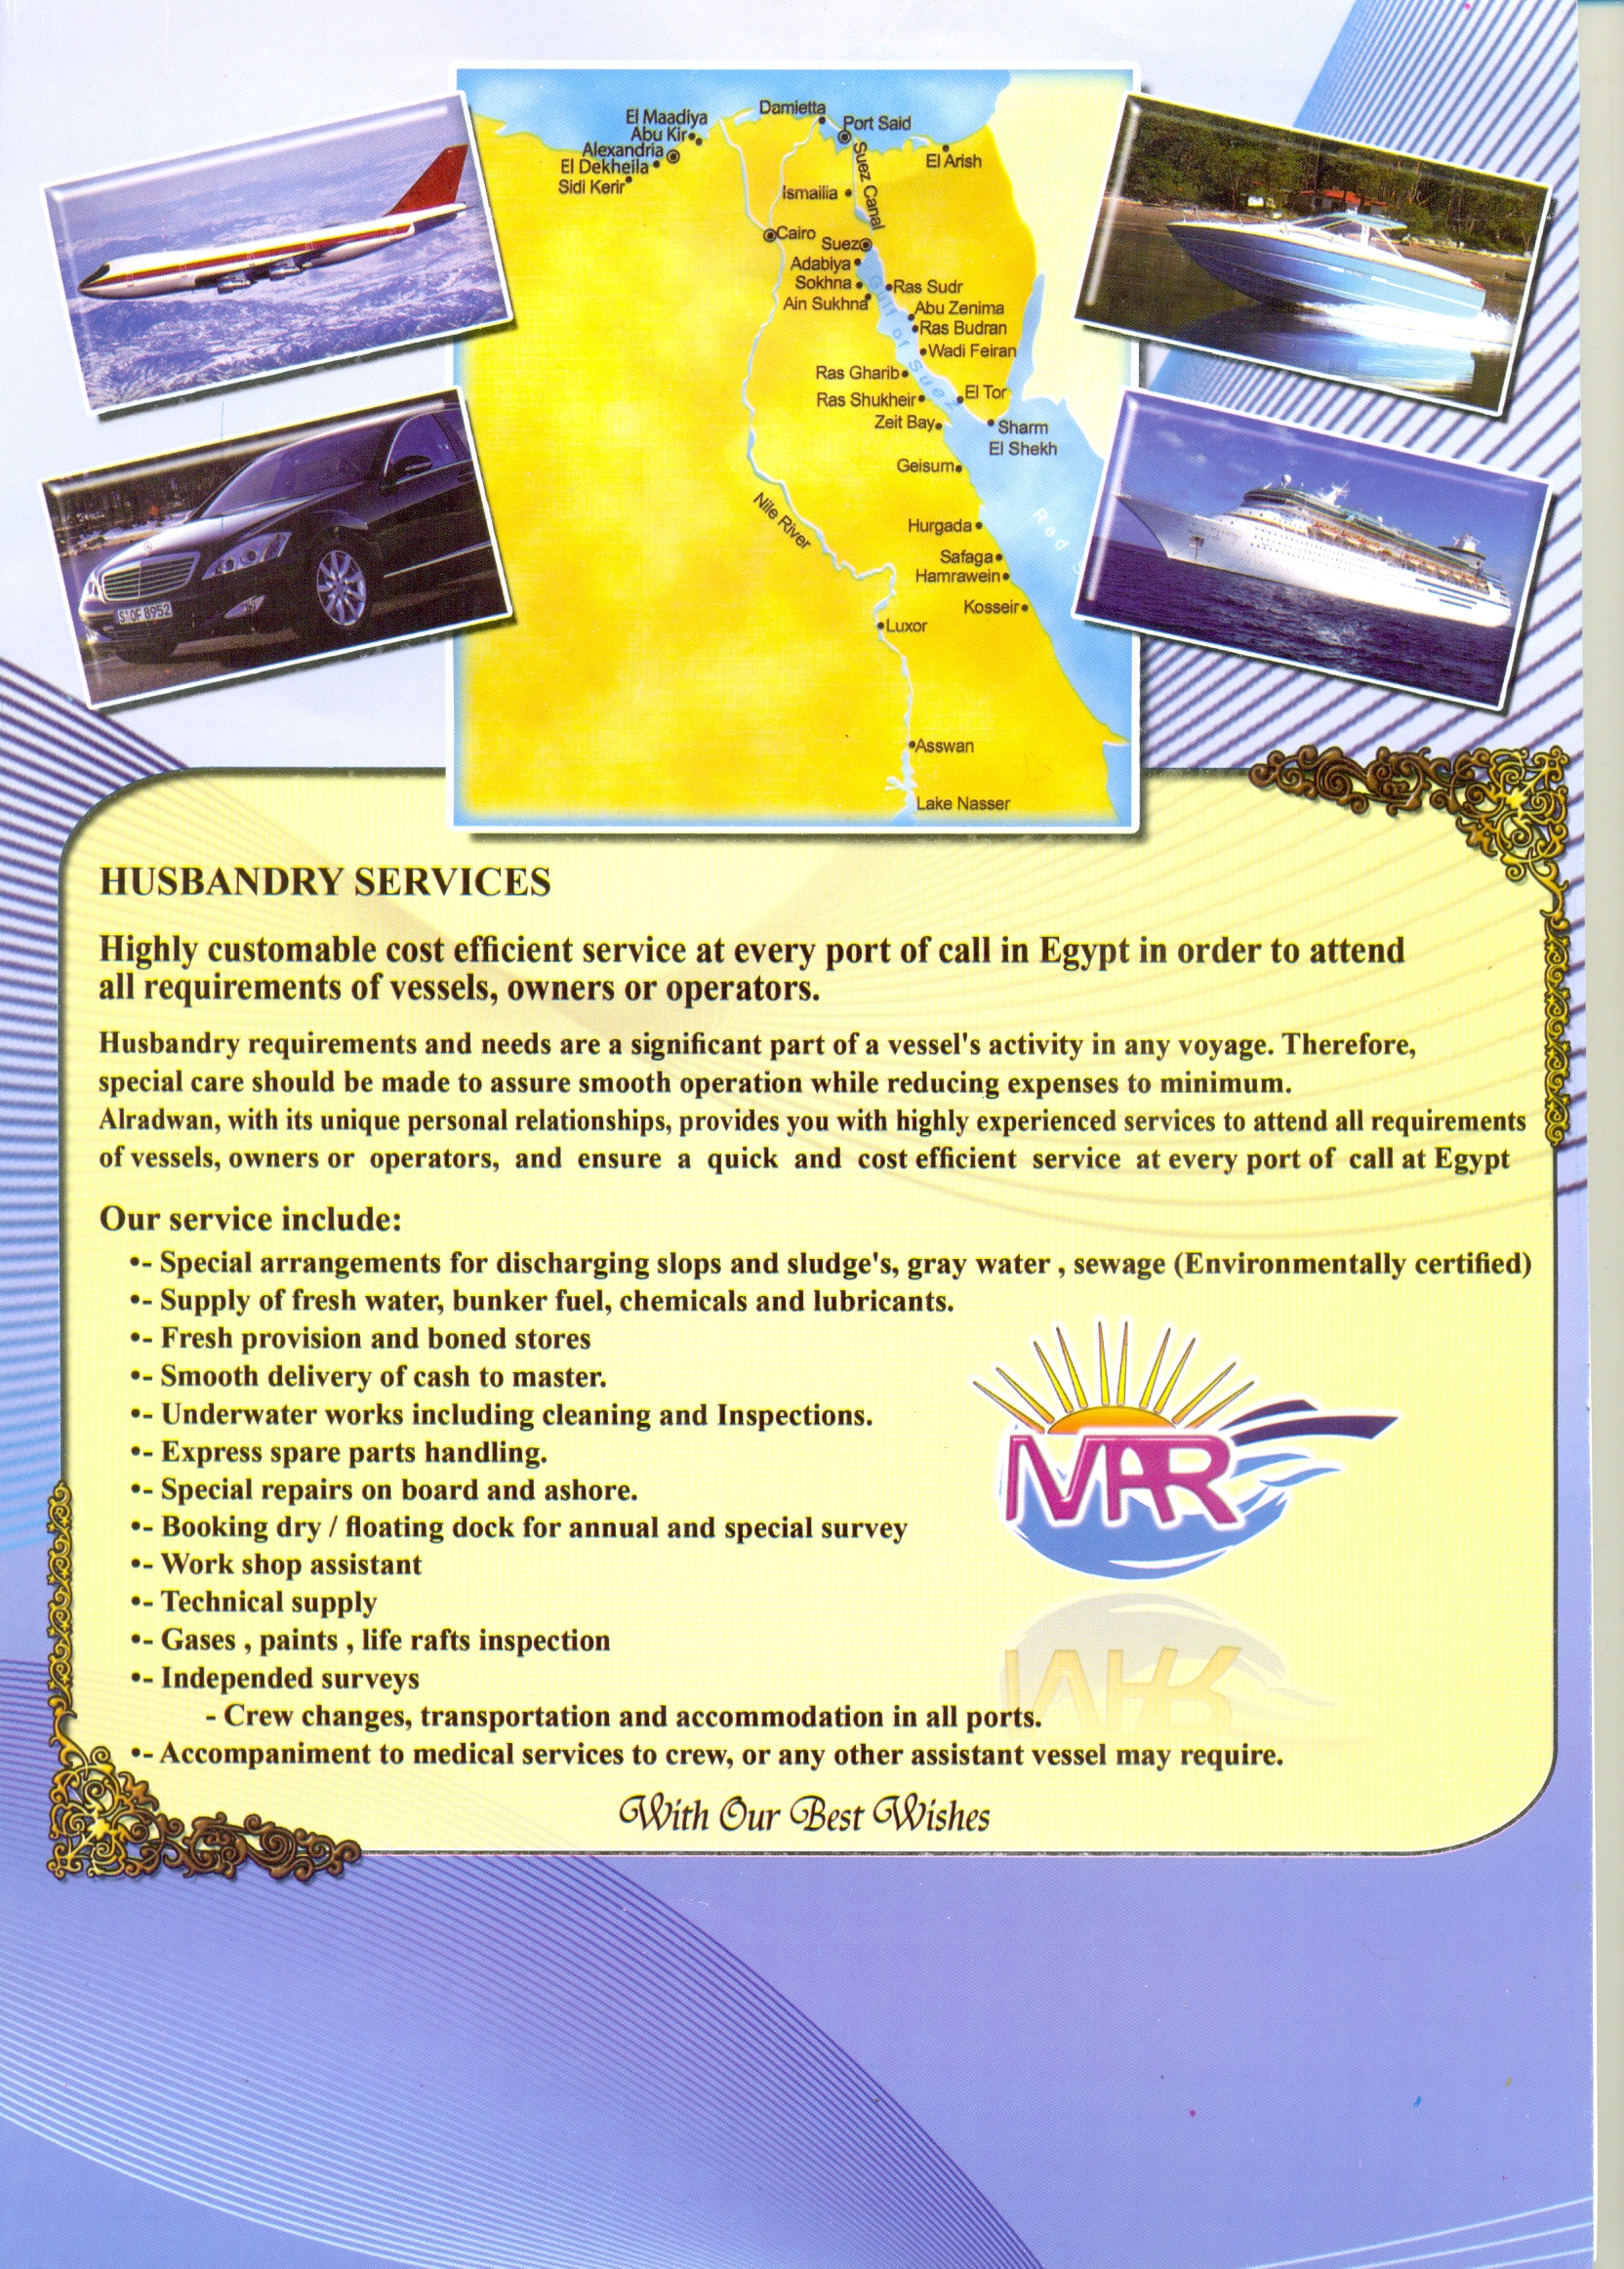 El Maadiya
Abu Kir
Alexandria
El Dekheila
Sidi Kerir
Damietta
Port Said
Suez Canal
El Arish
Ismailia
Cairo
Suez
Adabiya
Sokhna
Ain Sukhna
Gulf of Suez
Ras Sudr
Abu Zenima
Ras Budran
Wadi Feiran
Ras Gharib
Ras Shukheir
Zeit Bay
El Tor
Sharm
El Shekh
Geisum
Nile River
Hurgada
Red
Safaga
Hamrawein
Kosseir
Luxor
Asswan
Lake Nasser
S OF 8952
HUSBANDRY SERVICES
Highly customable cost efficient service at every port of call in Egypt in order to attend
all requirements of vessels, owners or operators.
Husbandry requirements and needs are a significant part of a vessel's activity in any voyage. Therefore,
special care should be made to assure smooth operation while reducing expenses to minimum.
Alradwan, with its unique personal relationships, provides you with highly experienced services to attend all requirements
of vessels, owners or operators, and ensure a quick and cost efficient service at every port of call at Egypt
Our service include:
•- Special arrangements for discharging slops and sludge's, gray water , sewage (Environmentally certified)
•- Supply of fresh water, bunker fuel, chemicals and lubricants.
•- Fresh provision and boned stores
•- Smooth delivery of cash to master.
•- Underwater works including cleaning and Inspections.
•- Express spare parts handling.
•- Special repairs on board and ashore.
•- Booking dry / floating dock for annual and special survey
•- Work shop assistant
•- Technical supply
•- Gases , paints , life rafts inspection
•- Independed surveys
- Crew changes, transportation and accommodation in all ports.
•- Accompaniment to medical services to crew, or any other assistant vessel may require.
MAR
With Our Best Wishes